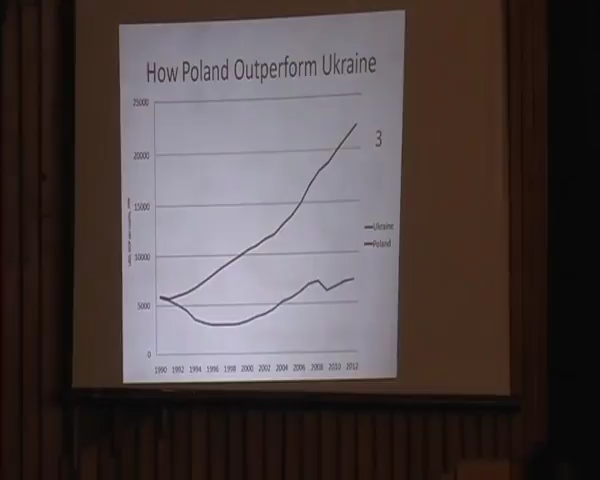 How Poland Outperform Ukraine
25000
3
20000
15000
Ukraine
Poland
10000
5000
0
1990 1992 1994 1996 1998 2000 2002 2004 2006 2008 2010 2012